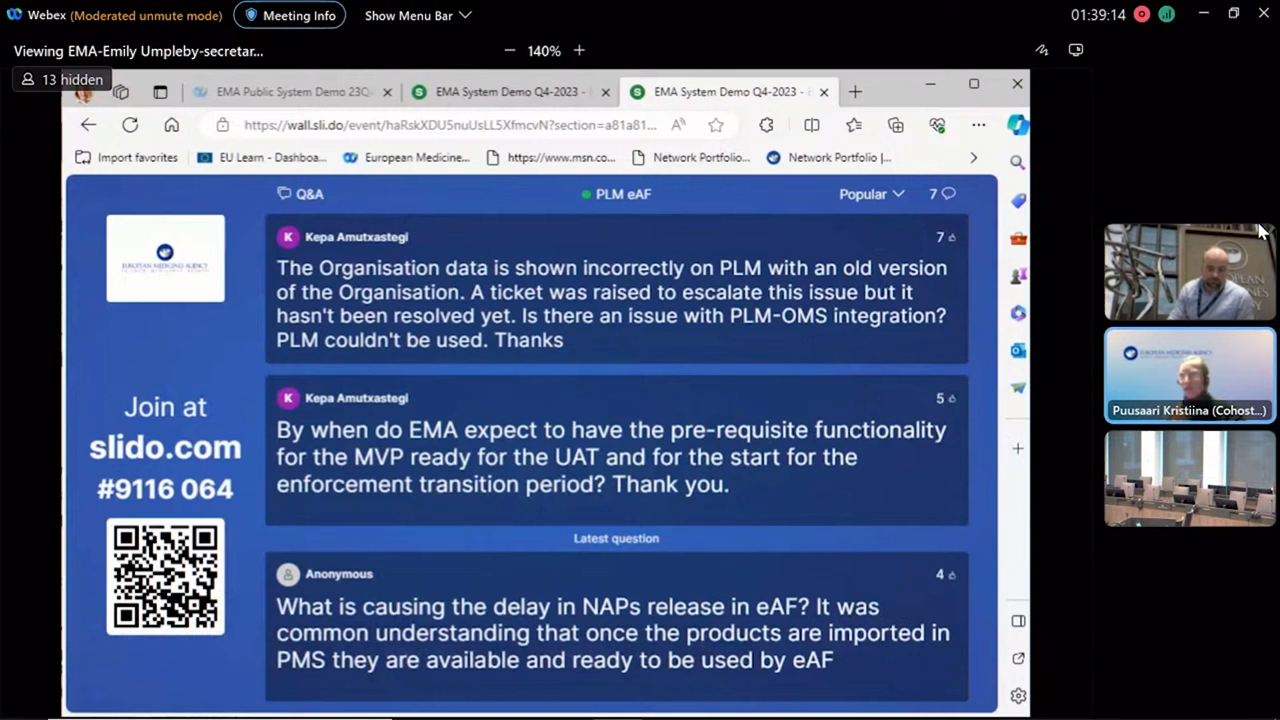 Webex (Moderated unmute mode) Meeting Info Show Menu Bar 01:39:14
Viewing EMA-Emily Umpleby-secretar... 140%
13 hidden
EMA Public System Demo 23Q- EMA System Demo Q4-2023 - EMA System Demo Q4-2023 -
https://wall.sli.do/event/haRskXDU5nuUsLL5XfmcvN?section=a81a81...
Import favorites EU Learn - Dashboa... European Medicine... https://www.msn.co... Network Portfolio... Network Portfolio |...
Q&A PLM eAF Popular 7
Kepa Amutxastegi 7
The Organisation data is shown incorrectly on PLM with an old version
of the Organisation. A ticket was raised to escalate this issue but it
hasn't been resolved yet. Is there an issue with PLM-OMS integration?
PLM couldn't be used. Thanks
EUROPEAN MEDICINES AGENCY
Join at
slido.com
#9116 064
Kepa Amutxastegi 5
By when do EMA expect to have the pre-requisite functionality
for the MVP ready for the UAT and for the start for the
enforcement transition period? Thank you.
Latest question
Anonymous 4
What is causing the delay in NAPs release in eAF? It was
common understanding that once the products are imported in
PMS they are available and ready to be used by eAF
Puusaari Kristiina (Cohost...)